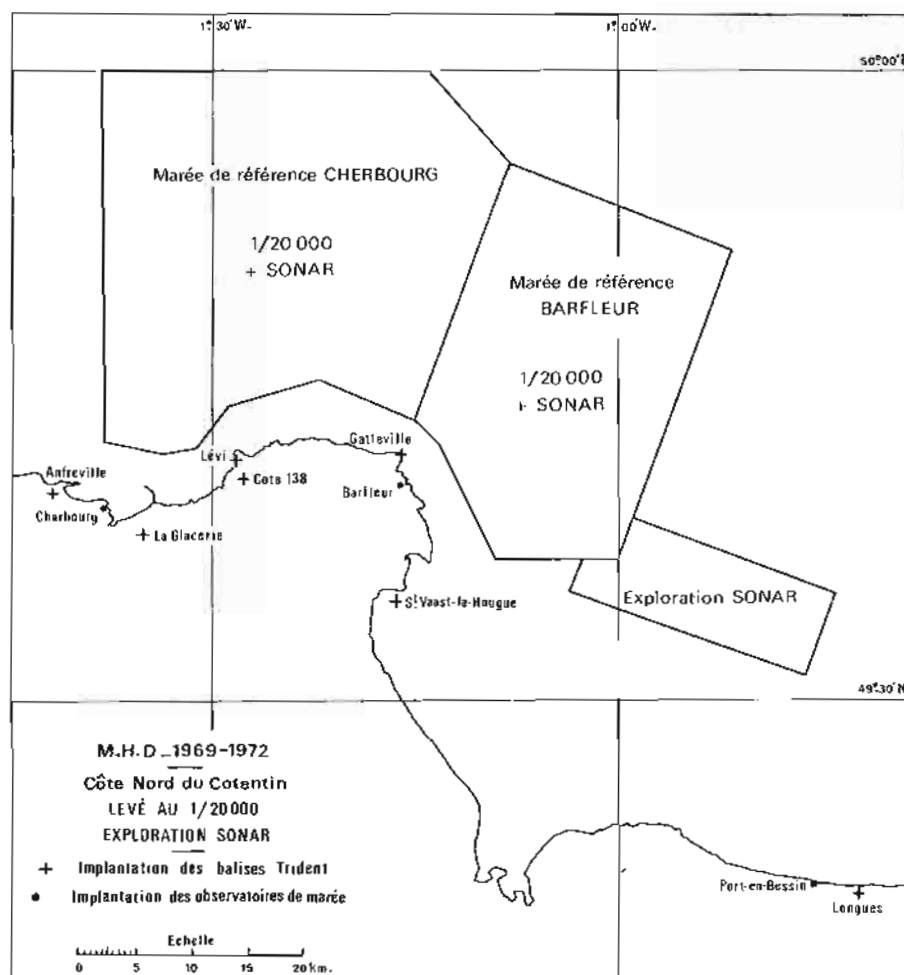 1°30'W.
1°00'W.
50°00'N
Marée de référence CHERBOURG
1/20 000
+ SONAR
Marée de référence
BARFLEUR
1/20 000
+ SONAR
Gatteville
Lévi
Cote 138
Barfleur
Anfreville
Cherbourg
La Glacerie
St Vaast-la-Hougue
Exploration SONAR
49°30'N
M.H.D_1969-1972
Côte Nord du Cotentin
LEVÉ AU 1/20000
EXPLORATION SONAR
+ Implantation des balises Trident
• Implantation des observatoires de marée
Echelle
0 5 10 15 20 km.
Port-en-Bessin
Longues